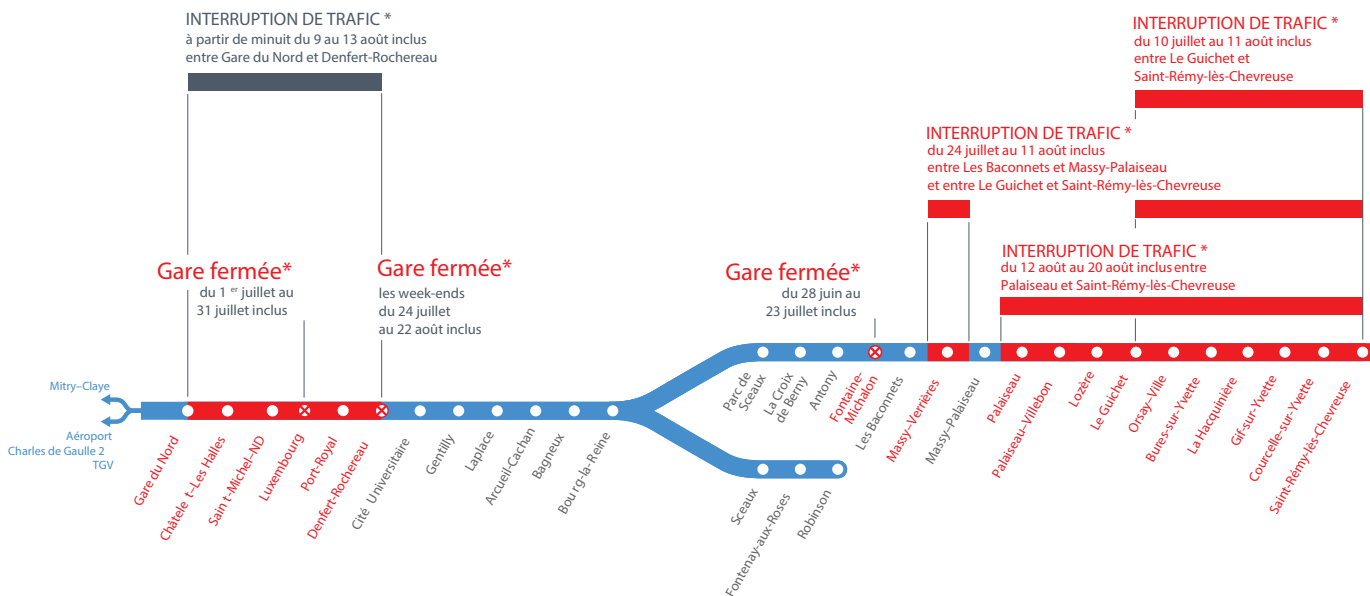 INTERRUPTION DE TRAFIC *
à partir de minuit du 9 au 13 août inclus
entre Gare du Nord et Denfert-Rochereau
INTERRUPTION DE TRAFIC *
du 10 juillet au 11 août inclus
entre Le Guichet et
Saint-Rémy-lès-Chevreuse
INTERRUPTION DE TRAFIC *
du 24 juillet au 11 août inclus
entre Les Baconnets et Massy-Palaiseau
et entre Le Guichet et Saint-Rémy-lès-Chevreuse
INTERRUPTION DE TRAFIC *
du 12 août au 20 août inclus entre
Palaiseau et Saint-Rémy-lès-Chevreuse
Gare fermée*
du 1er juillet au
31 juillet inclus
Gare fermée*
les week-ends
du 24 juillet
au 22 août inclus
Gare fermée*
du 28 juin au
23 juillet inclus
Mitry–Claye
Aéroport
Charles de Gaulle 2
TGV
Gare du Nord
Châtele t–Les Halles
Sain t-Michel–ND
Luxembourg
Port-Royal
Denfert-Rochereau
Cité Universitaire
Gentilly
Laplace
Arcueil-Cachan
Bagneux
Bou rg-la-Reine
Parc de
Sceaux
La Croix
de Berny
Antony
Fontaine-
Michalon
Les Baconnets
Massy–Verrières
Massy–Palaiseau
Palaiseau
Palaiseau–Villebon
Lozère
Le Guichet
Orsay–Ville
Bures-sur-Yvette
La Hacquinière
Gif-sur-Yvette
Courcelle-sur-Yvette
Saint-Rémy-lès-Chevreuse
Sceaux
Fontenay-aux-Roses
Robinson